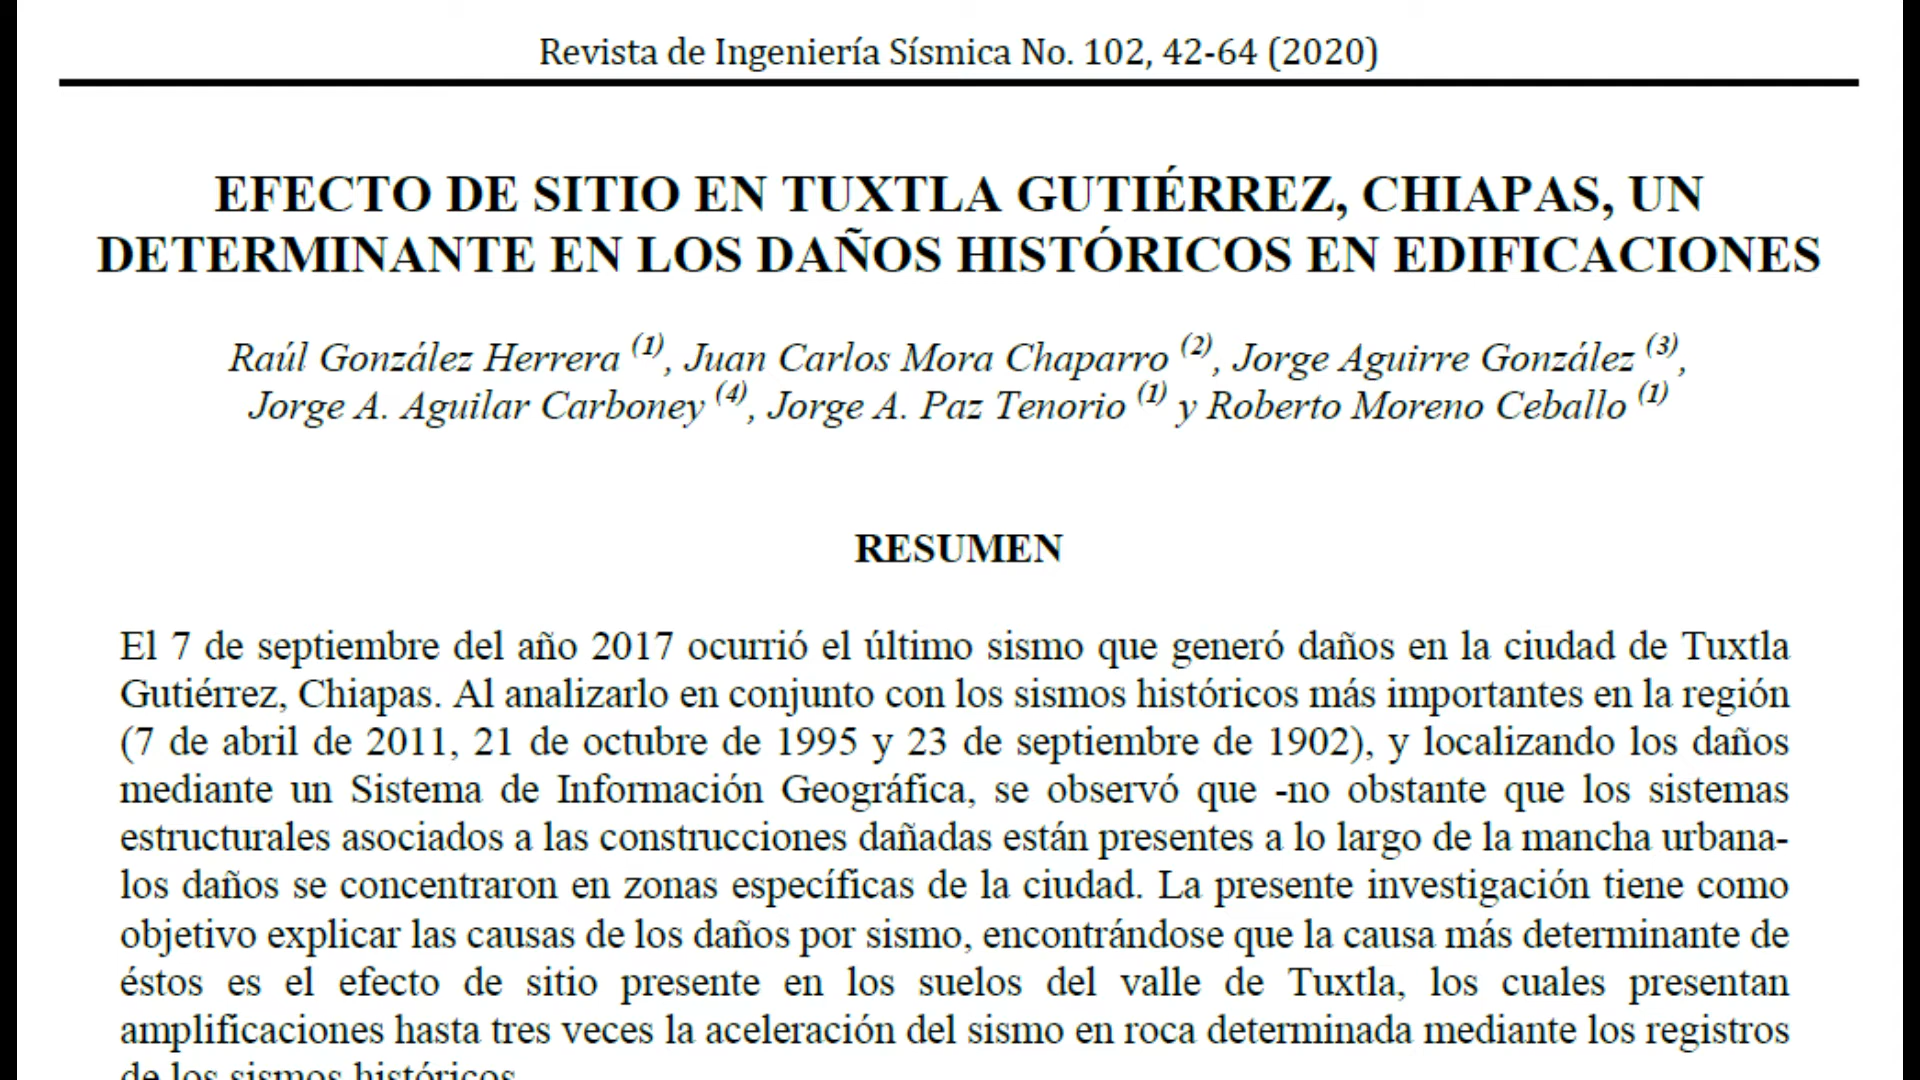 Revista de Ingeniería Sísmica No. 102, 42-64 (2020)
EFECTO DE SITIO EN TUXTLA GUTIÉRREZ, CHIAPAS, UN
DETERMINANTE EN LOS DAÑOS HISTÓRICOS EN EDIFICACIONES
Raúl González Herrera (1), Juan Carlos Mora Chaparro (2), Jorge Aguirre González (3),
Jorge A. Aguilar Carboney (4), Jorge A. Paz Tenorio (1) y Roberto Moreno Ceballo (1)
RESUMEN
El 7 de septiembre del año 2017 ocurrió el último sismo que generó daños en la ciudad de Tuxtla
Gutiérrez, Chiapas. Al analizarlo en conjunto con los sismos históricos más importantes en la región
(7 de abril de 2011, 21 de octubre de 1995 y 23 de septiembre de 1902), y localizando los daños
mediante un Sistema de Información Geográfica, se observó que -no obstante que los sistemas
estructurales asociados a las construcciones dañadas están presentes a lo largo de la mancha urbana-
los daños se concentraron en zonas específicas de la ciudad. La presente investigación tiene como
objetivo explicar las causas de los daños por sismo, encontrándose que la causa más determinante de
éstos es el efecto de sitio presente en los suelos del valle de Tuxtla, los cuales presentan
amplificaciones hasta tres veces la aceleración del sismo en roca determinada mediante los registros
de los sismos históricos.